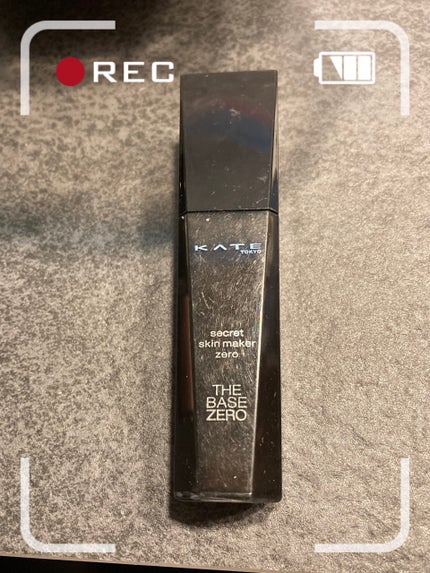 REC
KATE
TOKYO
secret
skin maker
zero
THE
BASE
ZERO